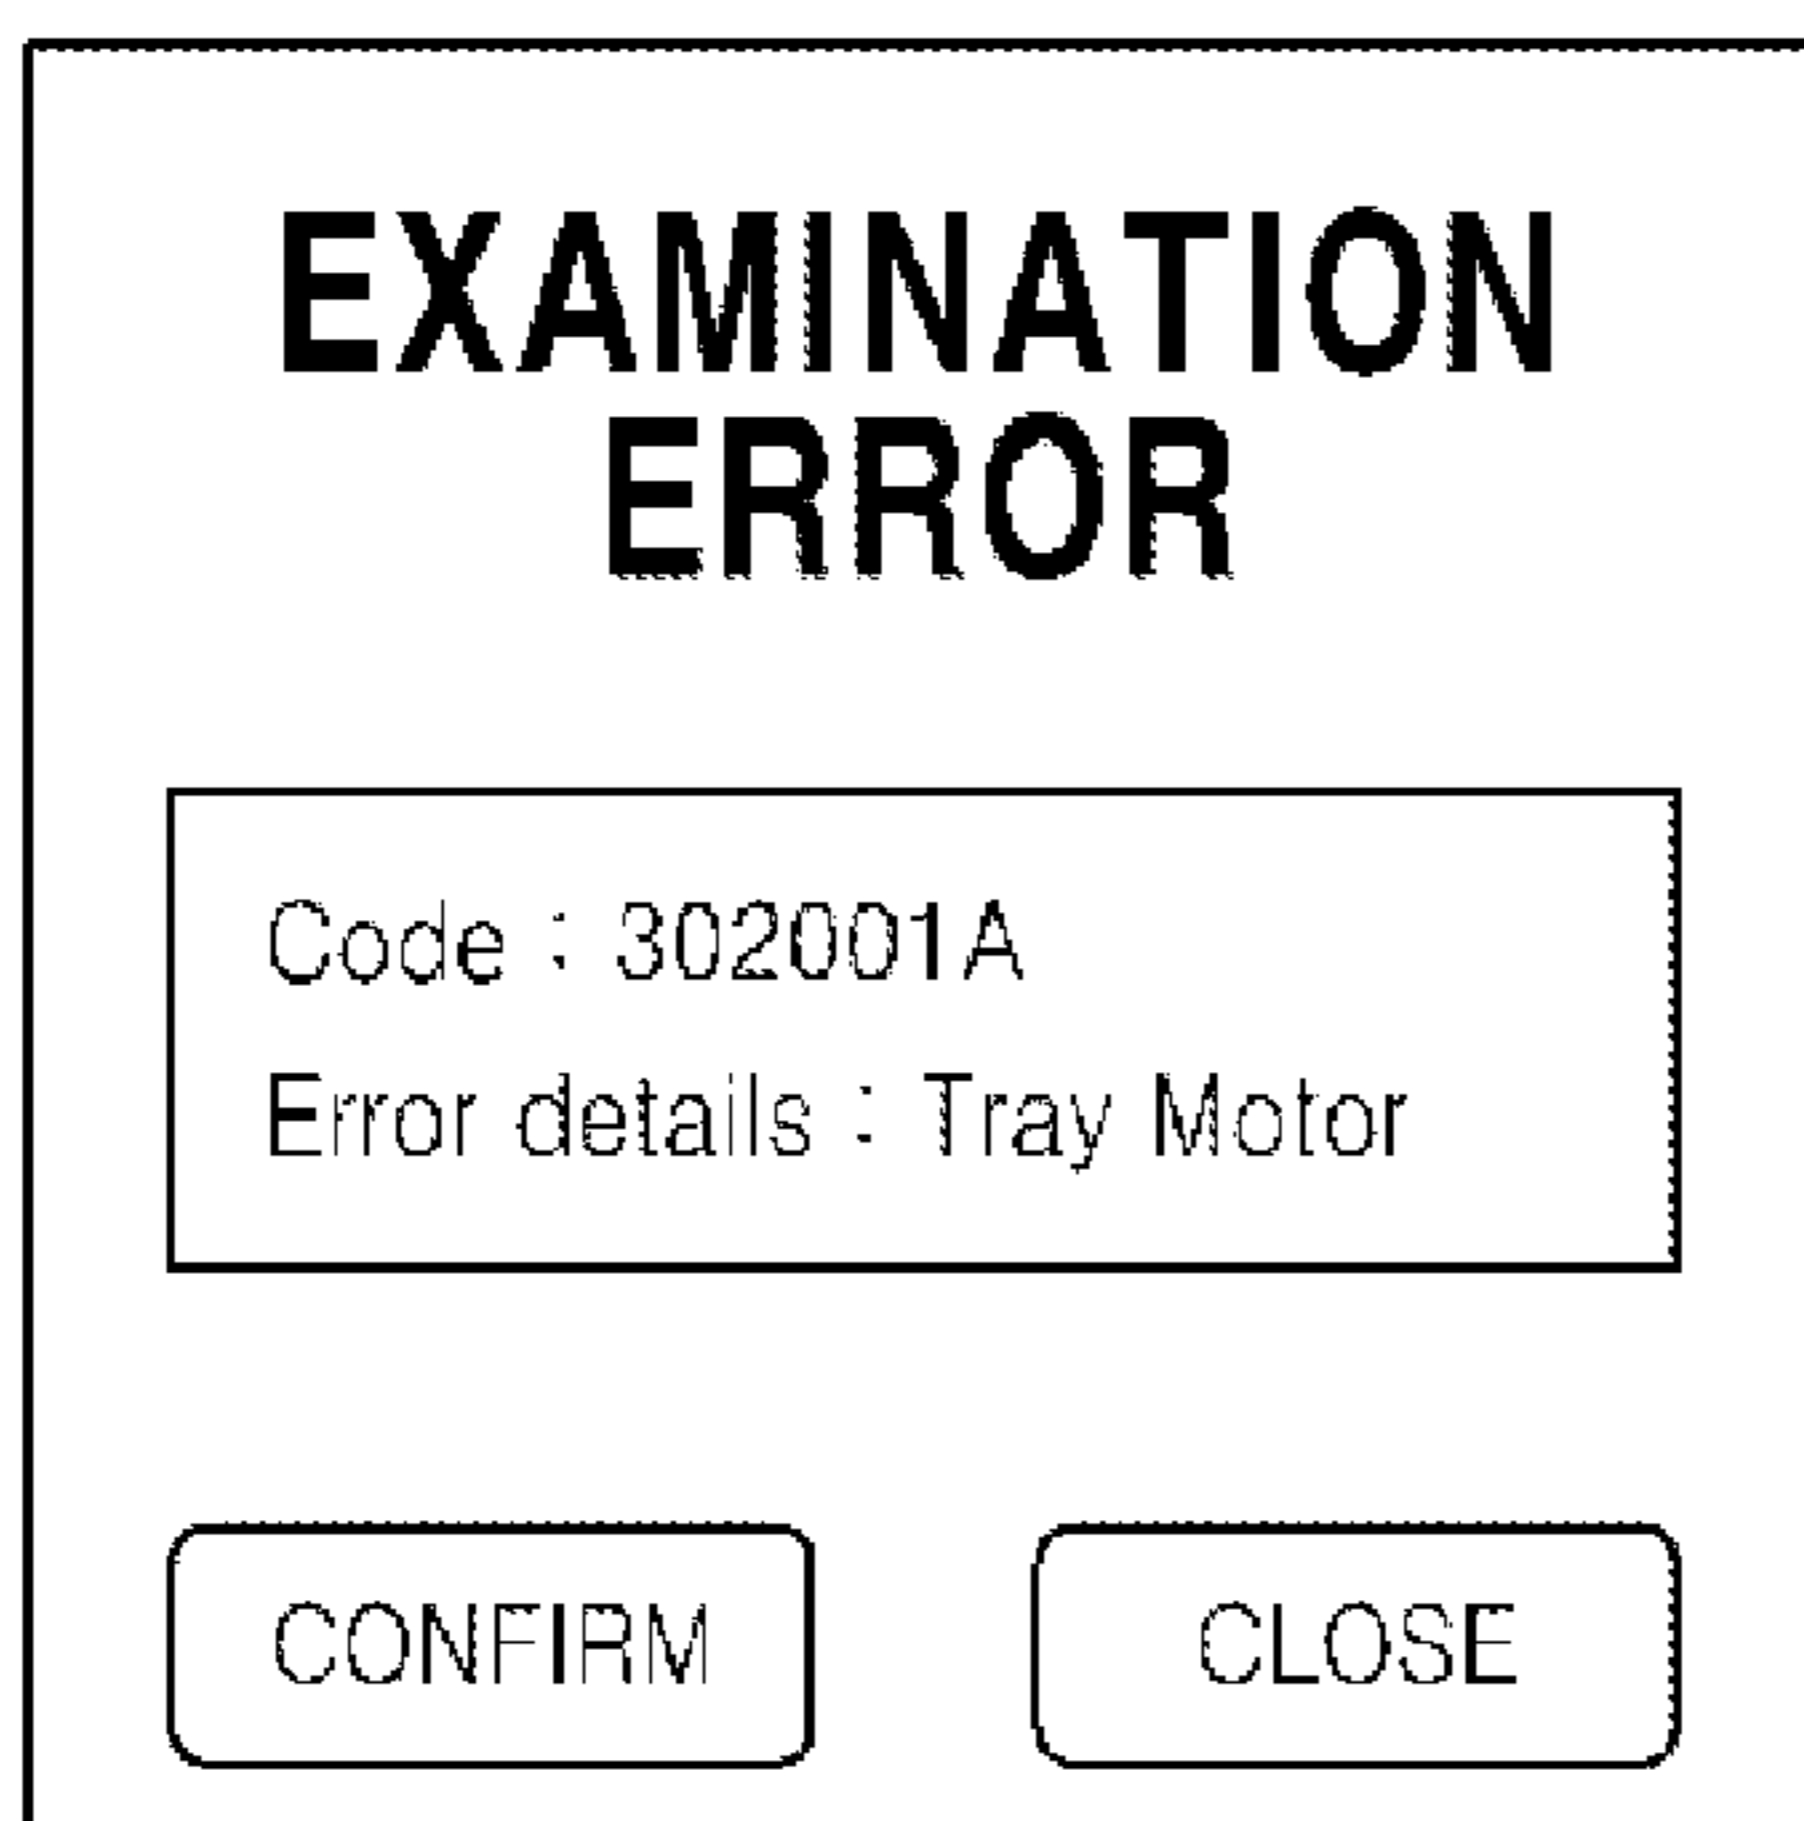 EXAMINATION
ERROR
Code : 302001A
Error details : Tray Motor
CONFIRM
CLOSE